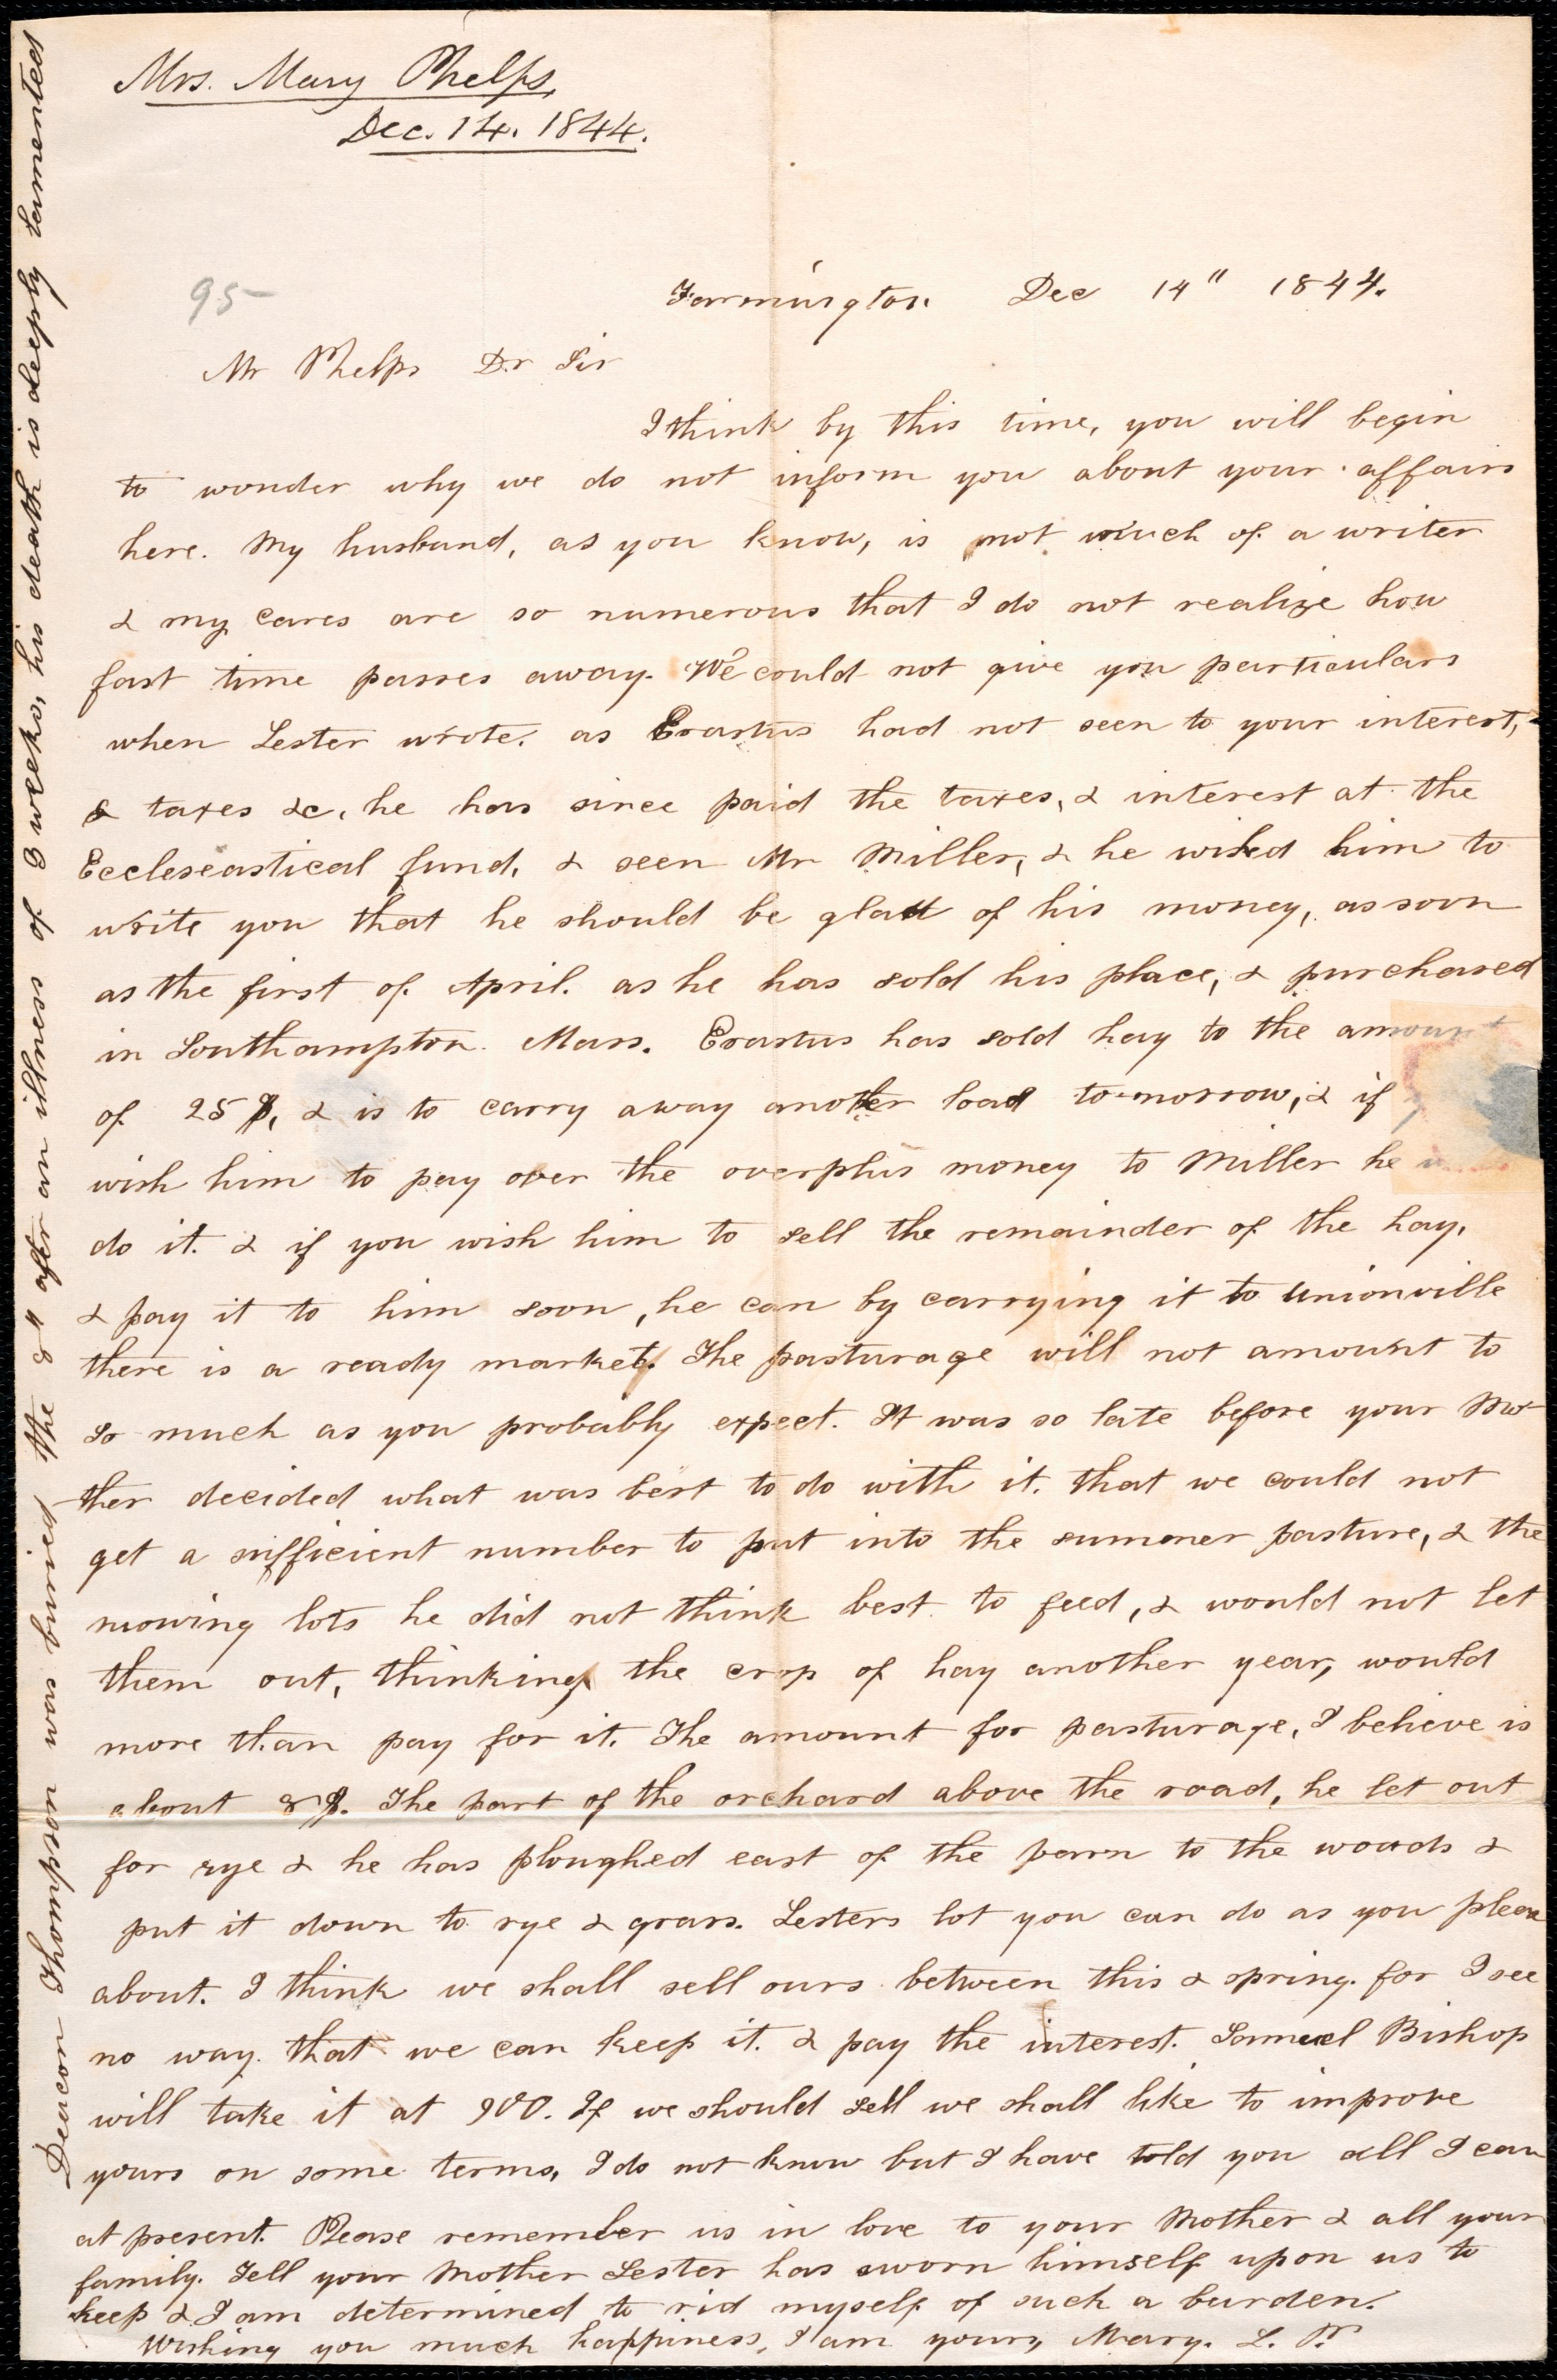 Mrs. Mary Phelps,
Dec. 14. 1844.
95
Farmington Dec 14" 1844.
Mr Phelps Dr Sir
I think by this time, you will begin
to wonder why we do not inform you about your affairs
here. My husband, as you know, is not much of a writer
& my cares are so numerous that I do not realize how
fast time passes away. We could not give you particulars
when Lester wrote. as Erastus had not seen to your interest,
& taxes &c, he has since paid the taxes, & interest at the
Eccleseastical fund, & seen Mr Miller, & he wished him to
write you that he should be glad of his money, as soon
as the first of April. as he has sold his place, & purchased
in Southampton. Mass. Erastus has sold hay to the amount
of 25 $, & is to carry away another load to-morrow, & if
wish him to pay over the overplus money to Miller he
do it. & if you wish him to sell the remainder of the hay,
& pay it to him soon, he can by carrying it to Unionville
there is a ready market. The pasturage will not amount to
so much as you probably expect. It was so late before your Mo-
ther decided what was best to do with it. that we could not
get a sufficient number to put into the summer pasture, & the
mowing lots he did not think best to feed, & would not let
them out, thinking the crop of hay another year, would
more than pay for it. The amount for pasturage, I believe is
about 8$. The part of the orchard above the road, he let out
for rye & he has ploughed east of the barn to the woods &
put it down to rye & grass. Lesters lot you can do as you please
about. I think we shall sell ours between this & spring. for I see
no way that we can keep it. & pay the interest. Samuel Bishop
will take it at 900. If we should sell we shall like to improve
yours on some terms, I do not know but I have told you all I can
at present. Please remember us in love to your Mother & all your
family. Tell your Mother Lester has sworn himself upon us to
keep & I am determined to rid myself of such a burden.
Wishing you much happiness, I am yours, Mary. L. P.
Deacon Thompson was buried the 8" after an illness of 3 weeks, his death is deeply lamented